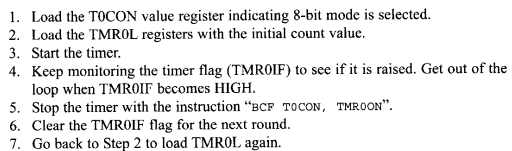 1. Load the T0CON value register indicating 8-bit mode is selected.
2. Load the TMR0L registers with the initial count value.
3. Start the timer.
4. Keep monitoring the timer flag (TMR0IF) to see if it is raised. Get out of the
loop when TMR0IF becomes HIGH.
5. Stop the timer with the instruction “BCF T0CON, TMR0ON”.
6. Clear the TMR0IF flag for the next round.
7. Go back to Step 2 to load TMR0L again.